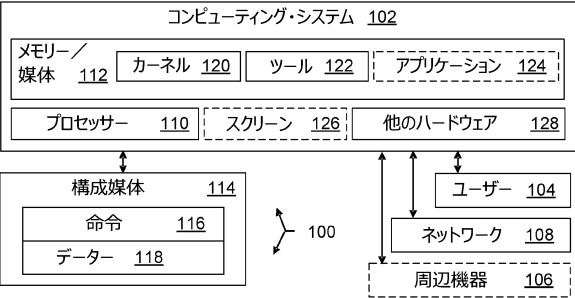 コンピューティング・システム 102
メモリー／
媒体 112
カーネル 120
ツール 122
アプリケーション 124
プロセッサー 110
スクリーン 126
他のハードウェア 128
構成媒体 114
命令 116
データー 118
100
ユーザー 104
ネットワーク 108
周辺機器 106